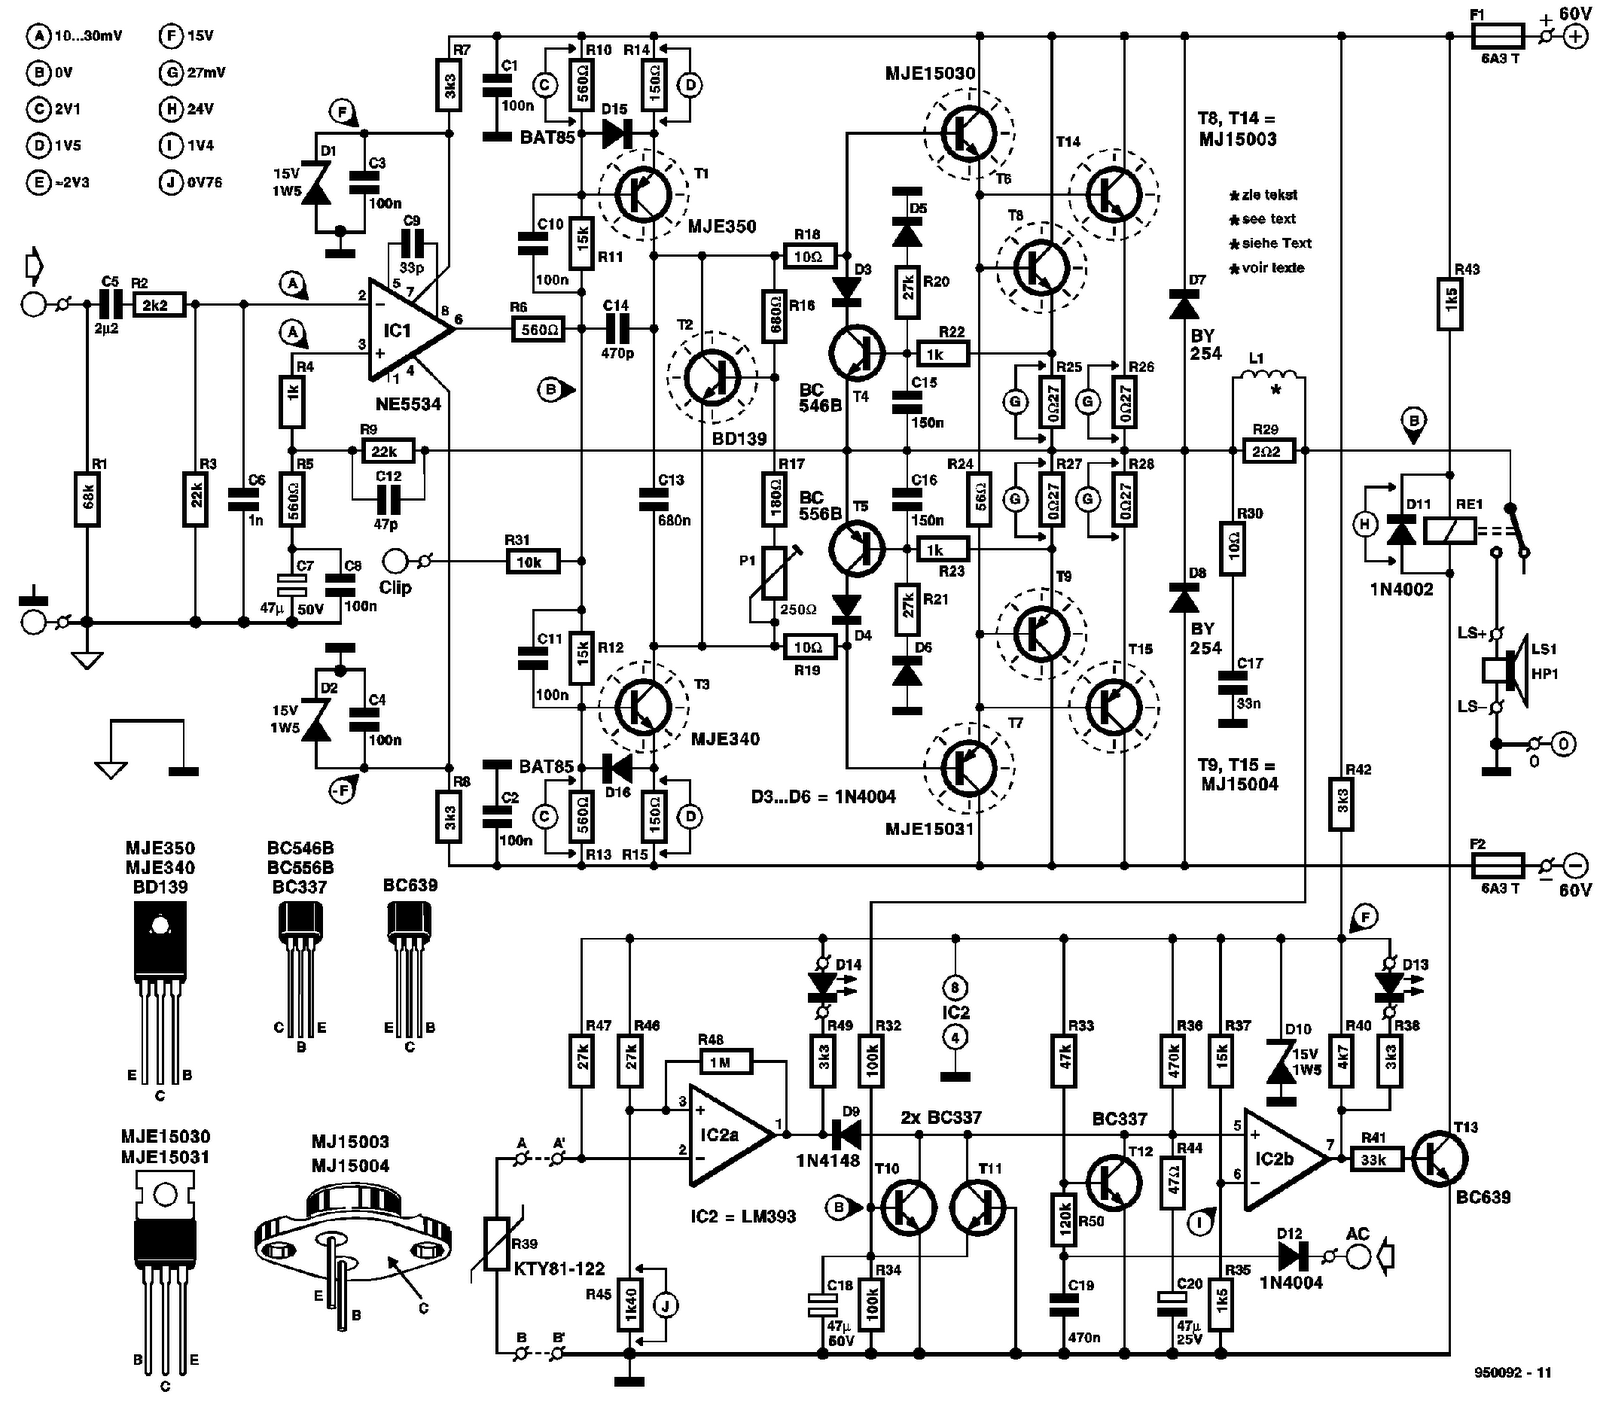 A 10...30mV
F 15V
B 0V
G 27mV
C 2V1
H 24V
D 1V5
I 1V4
E ≈2V3
J 0V76
F1
+ 60V
6A3 T
R7
3k3
C1
100n
C
R10
560Ω
R14
150Ω
D
D15
BAT85
MJE15030
T6
T14
T8
T8, T14 =
MJ15003
* zie tekst
* see text
* siehe Text
* voir texte
F
D1
15V
1W5
C3
100n
C9
33p
C10
100n
R11
15k
T1
MJE350
C5
2µ2
R2
2k2
A
A
2
3
5
7
8
6
4
1
−
+
IC1
NE5534
R6
560Ω
C14
470p
B
R4
1k
R9
22k
C12
47p
R5
560Ω
R1
68k
R3
22k
C6
1n
C7
47µ
50V
C8
100n
T2
BD139
R18
10Ω
R16
680Ω
D3
T4
BC
546B
D5
R20
27k
R22
1k
C15
150n
G
R25
0Ω27
G
R26
0Ω27
D7
BY
254
L1
*
R29
2Ω2
B
R43
1k5
R31
10k
Clip
C13
680n
R17
180Ω
P1
250Ω
BC
556B
T5
C16
150n
R23
1k
R24
56Ω
G
R27
0Ω27
G
R28
0Ω27
R30
10Ω
H
D11
1N4002
RE1
C11
100n
R12
15k
T3
MJE340
R19
10Ω
D4
R21
27k
D6
T9
T15
T7
MJE15031
D8
BY
254
C17
33n
LS+
LS−
LS1
HP1
0
0
D2
15V
1W5
C4
100n
-F
R8
3k3
C2
100n
BAT85
D16
C
560Ω
R13
150Ω
R15
D
D3...D6 = 1N4004
T9, T15 =
MJ15004
R42
3k3
F2
6A3 T
−
60V
MJE350
MJE340
BD139
E
C
B
BC546B
BC556B
BC337
C
B
E
BC639
E
C
B
MJE15030
MJE15031
B
C
E
MJ15003
MJ15004
E
B
C
R47
27k
R46
27k
R48
1M
3
2
+
−
1
IC2a
D14
R49
3k3
R32
100k
8
IC2
4
R33
47k
R36
470k
R37
15k
D10
15V
1W5
F
R40
4k7
D13
R38
3k3
D9
1N4148
2x BC337
T10
T11
BC337
T12
R44
47Ω
5
6
+
−
7
IC2b
R41
33k
T13
BC639
A
A'
B
B'
R39
KTY81-122
IC2 = LM393
R45
1k40
J
B
C18
47µ
50V
R34
100k
R50
120k
C19
470n
C20
47µ
25V
I
R35
1k5
D12
1N4004
AC
950092 - 11